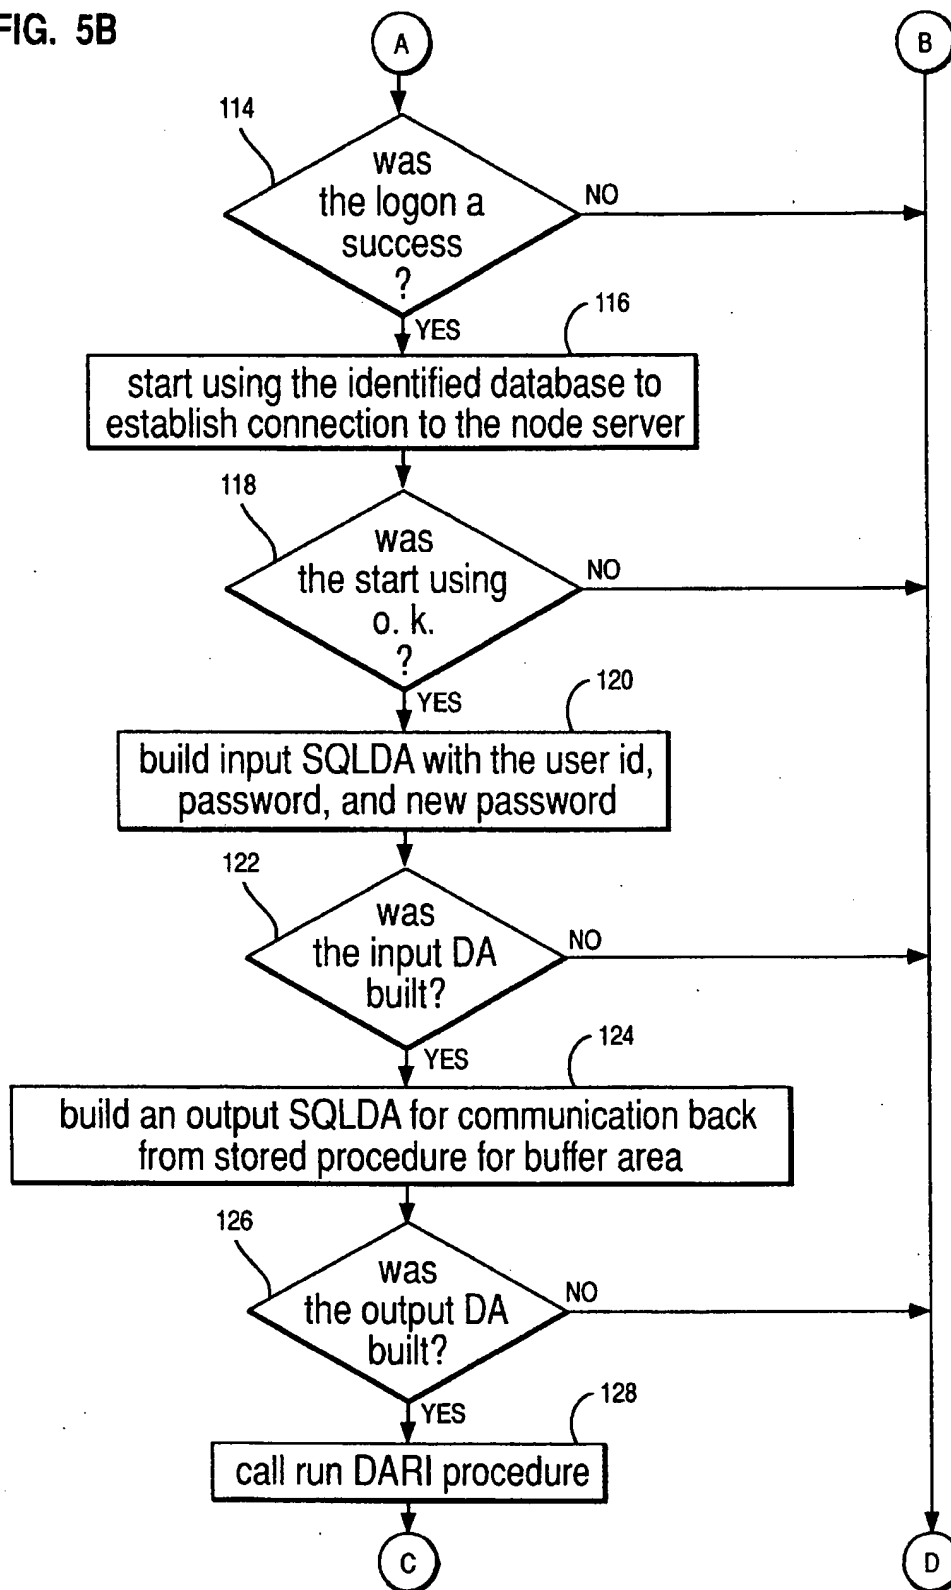 FIG. 5B
A
B
114
was
the logon a
success
?
NO
YES
116
start using the identified database to
establish connection to the node server
118
was
the start using
o. k.
?
NO
YES
120
build input SQLDA with the user id,
password, and new password
122
was
the input DA
built?
NO
YES
124
build an output SQLDA for communication back
from stored procedure for buffer area
126
was
the output DA
built?
NO
YES
128
call run DARI procedure
C
D